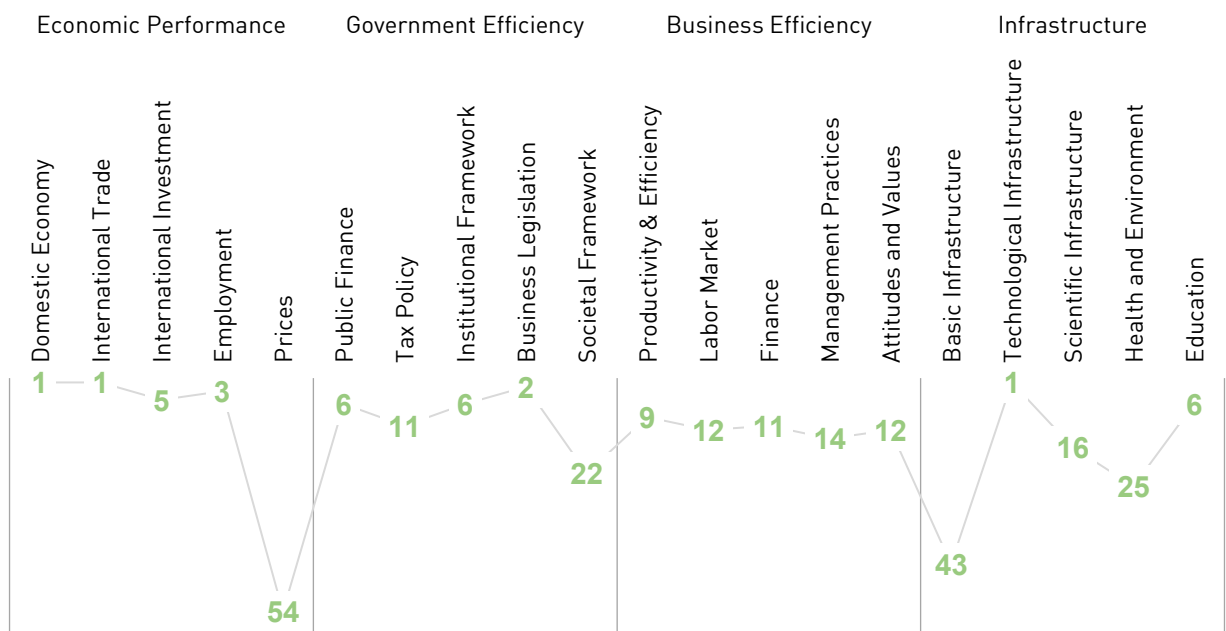 Economic Performance
Government Efficiency
Business Efficiency
Infrastructure
Domestic Economy
International Trade
International Investment
Employment
Prices
Public Finance
Tax Policy
Institutional Framework
Business Legislation
Societal Framework
Productivity & Efficiency
Labor Market
Finance
Management Practices
Attitudes and Values
Basic Infrastructure
Technological Infrastructure
Scientific Infrastructure
Health and Environment
Education
1
1
5
3
54
6
11
6
2
22
9
12
11
14
12
43
1
16
25
6